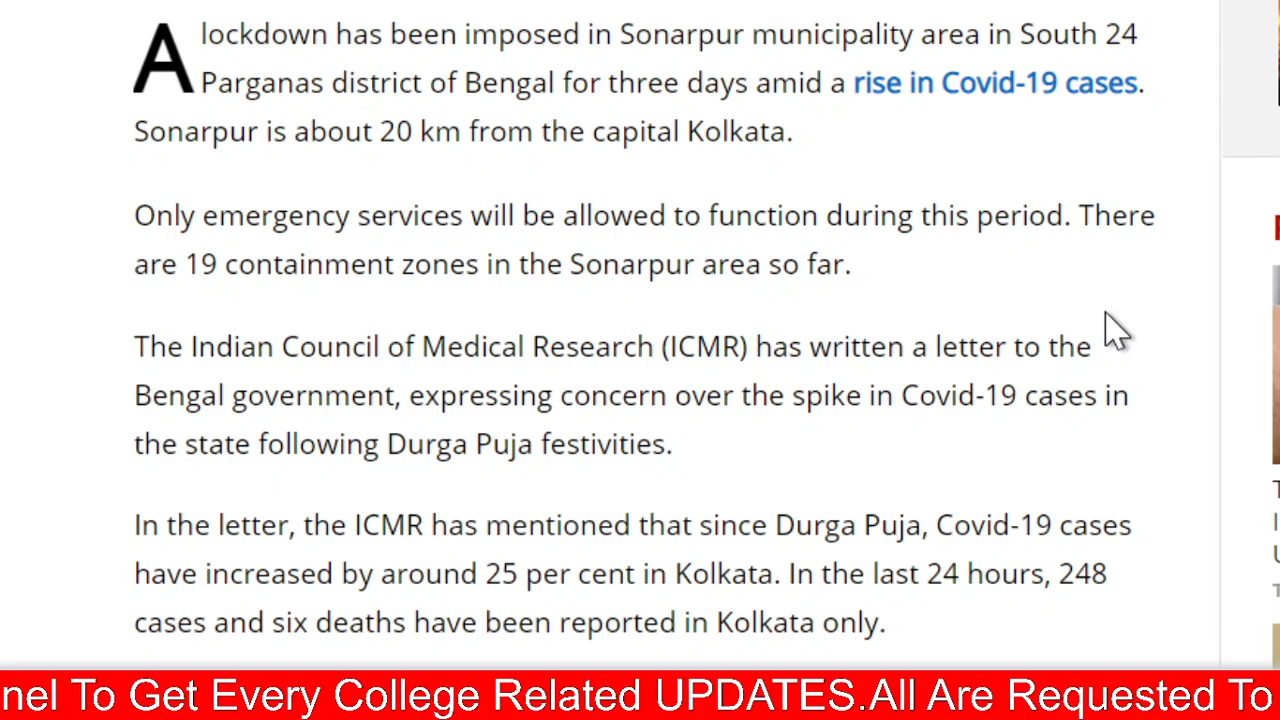 A lockdown has been imposed in Sonarpur municipality area in South 24
Parganas district of Bengal for three days amid a rise in Covid-19 cases.
Sonarpur is about 20 km from the capital Kolkata.
Only emergency services will be allowed to function during this period. There
are 19 containment zones in the Sonarpur area so far.
The Indian Council of Medical Research (ICMR) has written a letter to the
Bengal government, expressing concern over the spike in Covid-19 cases in
the state following Durga Puja festivities.
In the letter, the ICMR has mentioned that since Durga Puja, Covid-19 cases
have increased by around 25 per cent in Kolkata. In the last 24 hours, 248
cases and six deaths have been reported in Kolkata only.
nel To Get Every College Related UPDATES.All Are Requested To